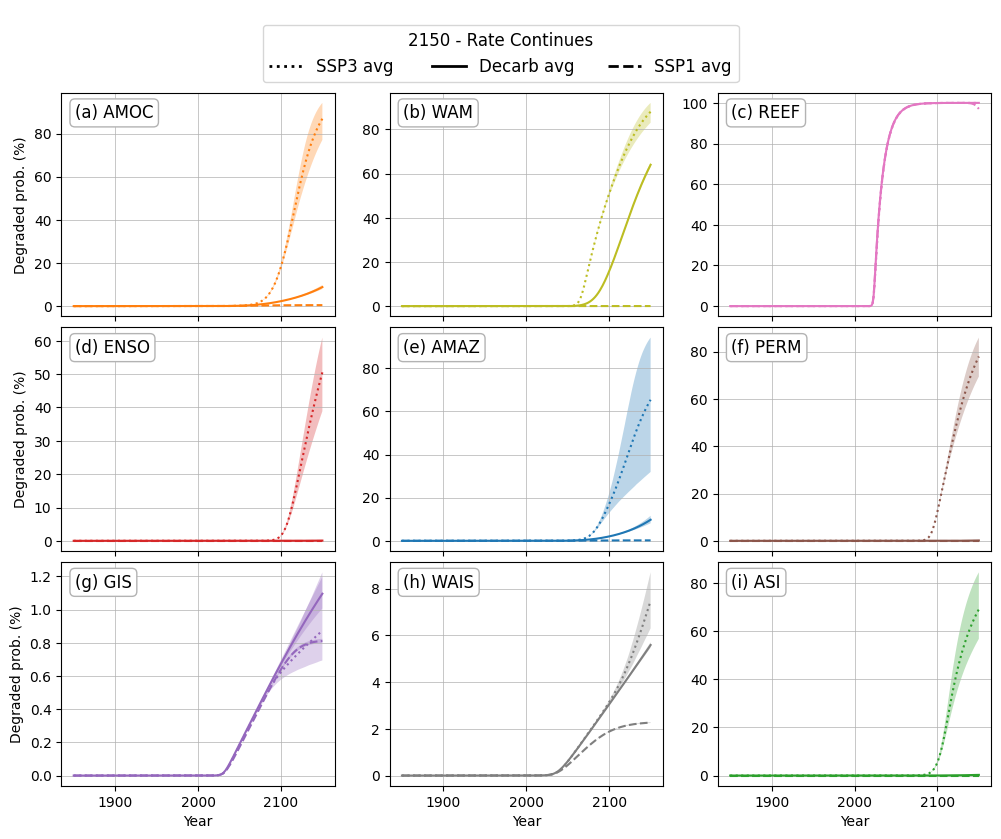 2150 - Rate Continues
SSP3 avg Decarb avg SSP1 avg
(a) AMOC
Degraded prob. (%)
80
60
40
20
0
(b) WAM
80
60
40
20
0
(c) REEF
100
80
60
40
20
0
(d) ENSO
Degraded prob. (%)
60
50
40
30
20
10
0
(e) AMAZ
80
60
40
20
0
(f) PERM
80
60
40
20
0
(g) GIS
Degraded prob. (%)
1.2
1.0
0.8
0.6
0.4
0.2
0.0
1900 2000 2100
Year
(h) WAIS
8
6
4
2
0
1900 2000 2100
Year
(i) ASI
80
60
40
20
0
1900 2000 2100
Year